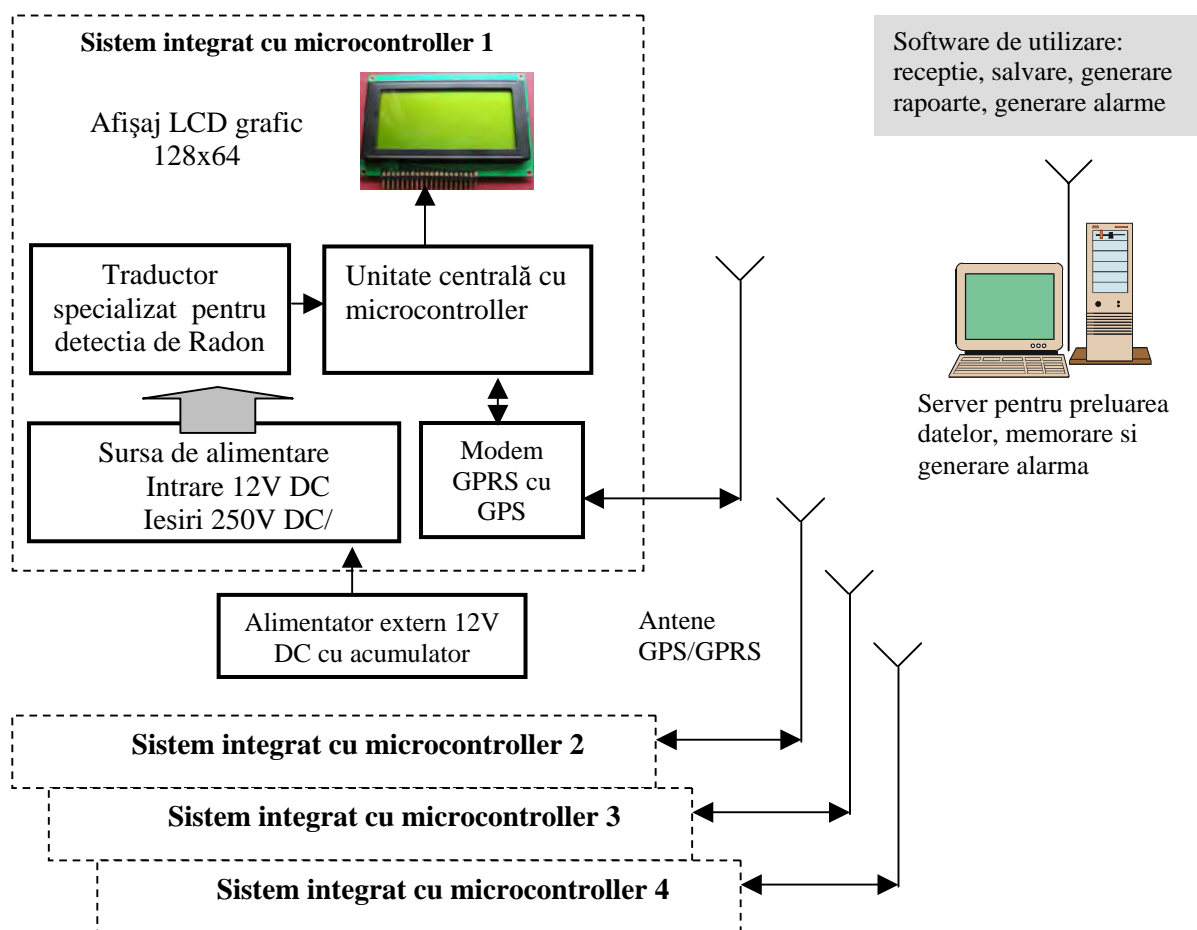 Sistem integrat cu microcontroller 1
Afişaj LCD grafic
128x64
Traductor
specializat pentru
detectia de Radon
Unitate centrală cu
microcontroller
Sursa de alimentare
Intrare 12V DC
Iesiri 250V DC/
Modem
GPRS cu
GPS
Alimentator extern 12V
DC cu acumulator
Antene
GPS/GPRS
Software de utilizare:
receptie, salvare, generare
rapoarte, generare alarme
Server pentru preluarea
datelor, memorare si
generare alarma
Sistem integrat cu microcontroller 2
Sistem integrat cu microcontroller 3
Sistem integrat cu microcontroller 4